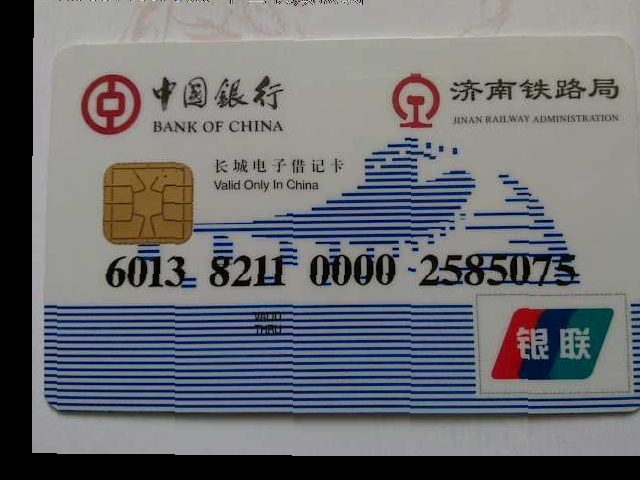 中国银行
BANK OF CHINA
济南铁路局
JINAN RAILWAY ADMINISTRATION
长城电子借记卡
Valid Only In China
6013 8211 0000 2585075
VALID
THRU
银联